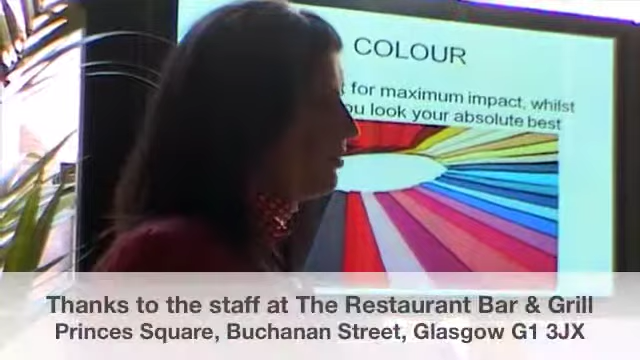 COLOUR
for maximum impact, whilst
you look your absolute best
Thanks to the staff at The Restaurant Bar & Grill
Princes Square, Buchanan Street, Glasgow G1 3JX